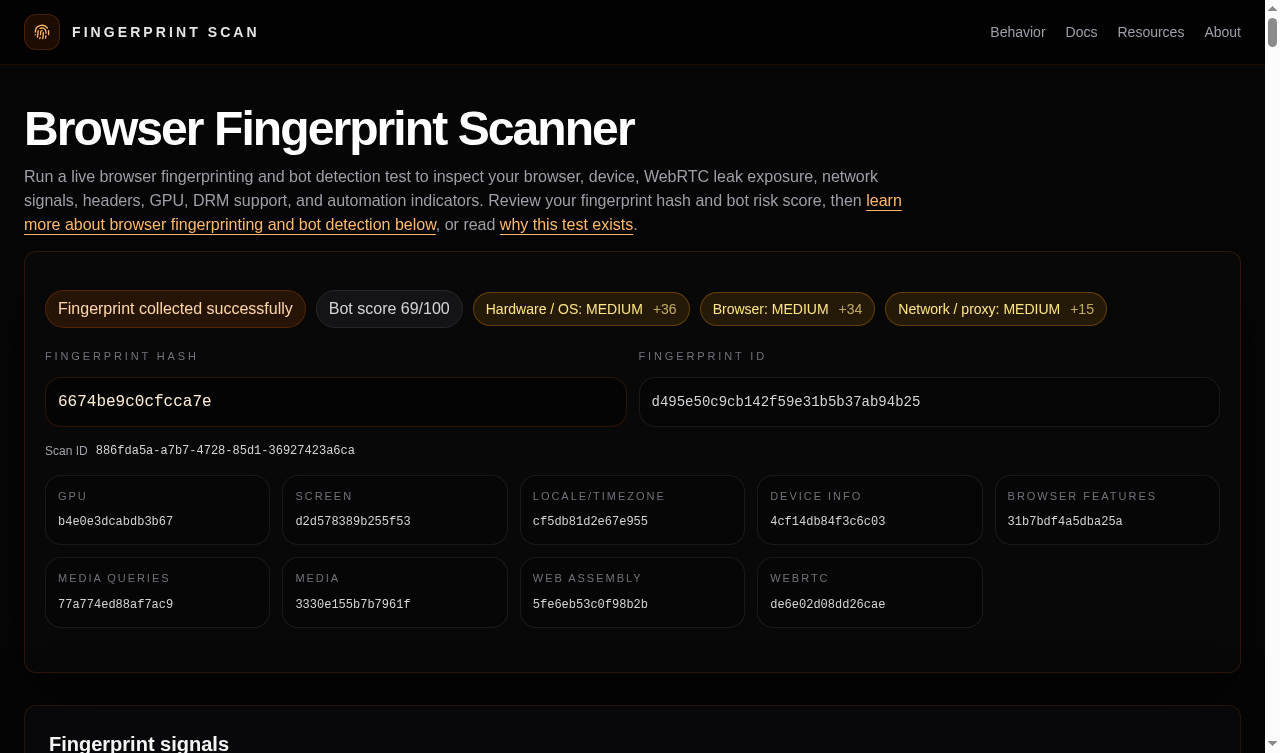 FINGERPRINT SCAN
Behavior Docs Resources About
Browser Fingerprint Scanner
Run a live browser fingerprinting and bot detection test to inspect your browser, device, WebRTC leak exposure, network
signals, headers, GPU, DRM support, and automation indicators. Review your fingerprint hash and bot risk score, then learn
more about browser fingerprinting and bot detection below, or read why this test exists.
Fingerprint collected successfully Bot score 69/100 Hardware / OS: MEDIUM +36 Browser: MEDIUM +34 Network / proxy: MEDIUM +15
FINGERPRINT HASH
6674be9c0cfcca7e
FINGERPRINT ID
d495e50c9cb142f59e31b5b37ab94b25
Scan ID 886fda5a-a7b7-4728-85d1-36927423a6ca
GPU
b4e0e3dcabdb3b67
SCREEN
d2d578389b255f53
LOCALE/TIMEZONE
cf5db81d2e67e955
DEVICE INFO
4cf14db84f3c6c03
BROWSER FEATURES
31b7bdf4a5dba25a
MEDIA QUERIES
77a774ed88af7ac9
MEDIA
3330e155b7b7961f
WEB ASSEMBLY
5fe6eb53c0f98b2b
WEBRTC
de6e02d08dd26cae
Fingerprint signals